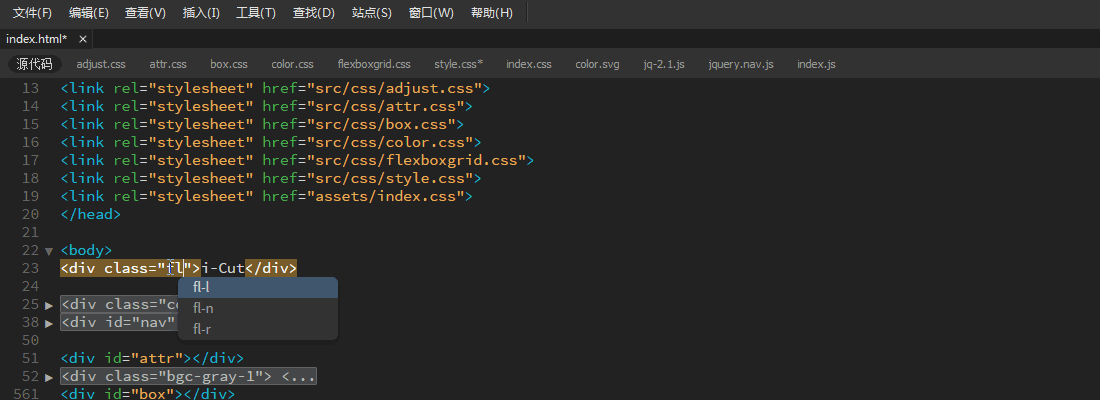 文件(F) 编辑(E) 查看(V) 插入(I) 工具(T) 查找(D) 站点(S) 窗口(W) 帮助(H)
index.html* ×
源代码 adjust.css attr.css box.css color.css flexboxgrid.css style.css* index.css color.svg jq-2.1.js jquery.nav.js index.js
13 <link rel="stylesheet" href="src/css/adjust.css">
14 <link rel="stylesheet" href="src/css/attr.css">
15 <link rel="stylesheet" href="src/css/box.css">
16 <link rel="stylesheet" href="src/css/color.css">
17 <link rel="stylesheet" href="src/css/flexboxgrid.css">
18 <link rel="stylesheet" href="src/css/style.css">
19 <link rel="stylesheet" href="assets/index.css">
20 </head>
21
22 <body>
23 <div class="fl">i-Cut</div>
24
fl-l
fl-n
fl-r
25 <div class="co
38 <div id="nav"
50
51 <div id="attr"></div>
52 <div class="bgc-gray-1"> <...
561 <div id="box"></div>